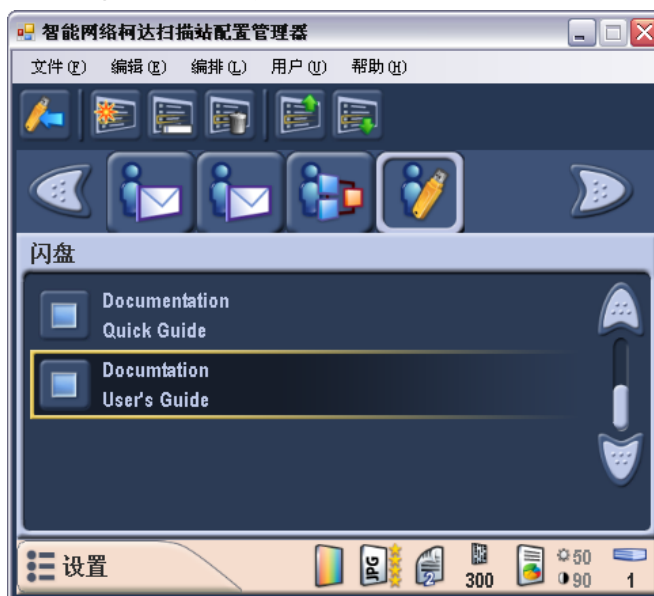 智能网络柯达扫描站配置管理器
文件(F) 编辑(E) 编排(L) 用户(U) 帮助(H)
闪盘
Documentation
Quick Guide
Documtation
User's Guide
设置
JPG
2
300
50
90
1